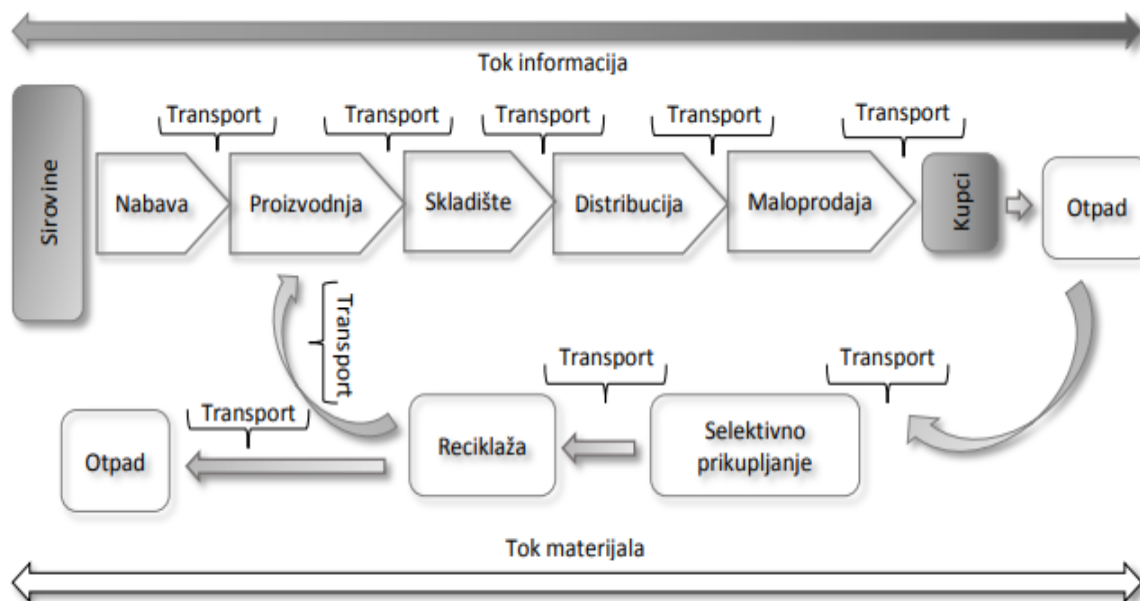 Tok informacija
Transport
Transport
Transport
Transport
Transport
Sirovine
Nabava
Proizvodnja
Skladište
Distribucija
Maloprodaja
Kupci
Otpad
Transport
Transport
Transport
Transport
Otpad
Reciklaža
Selektivno
prikupljanje
Tok materijala